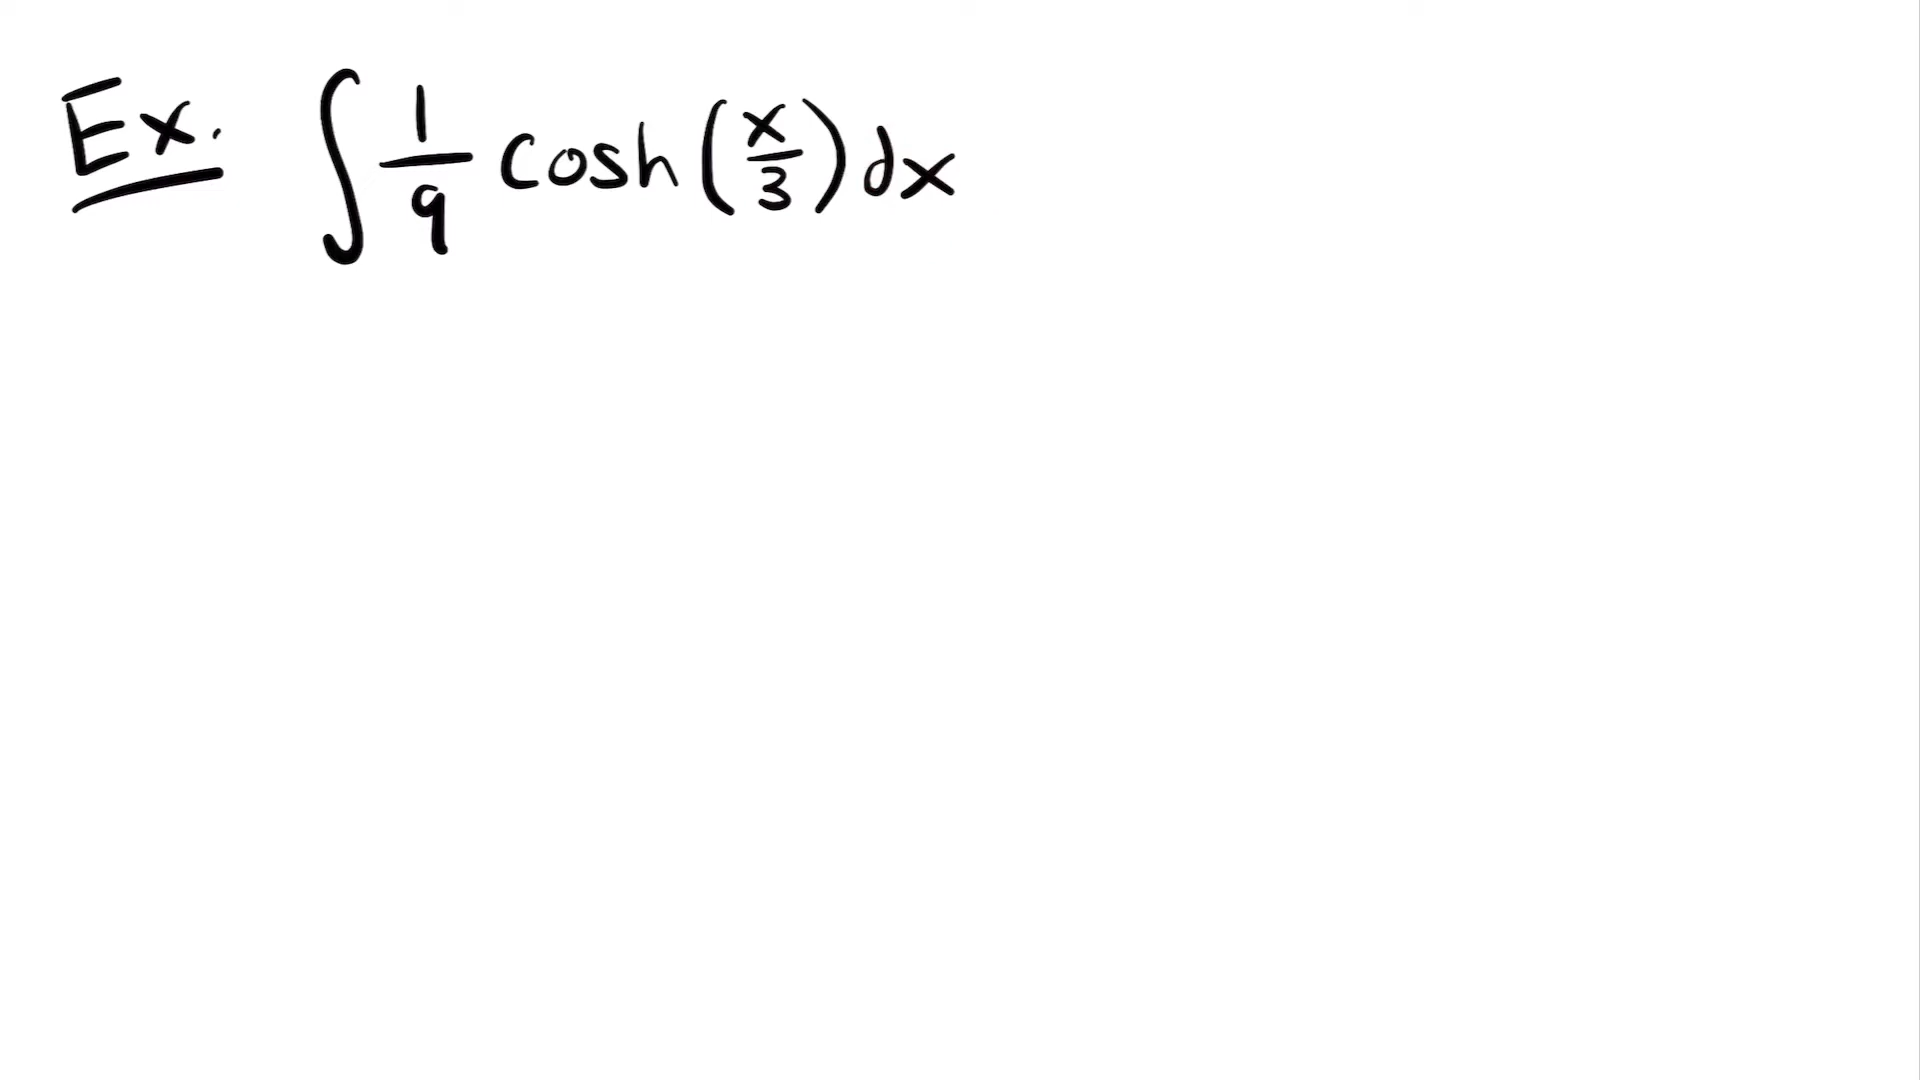 Ex. ∫ 1/9 cosh(x/3) dx